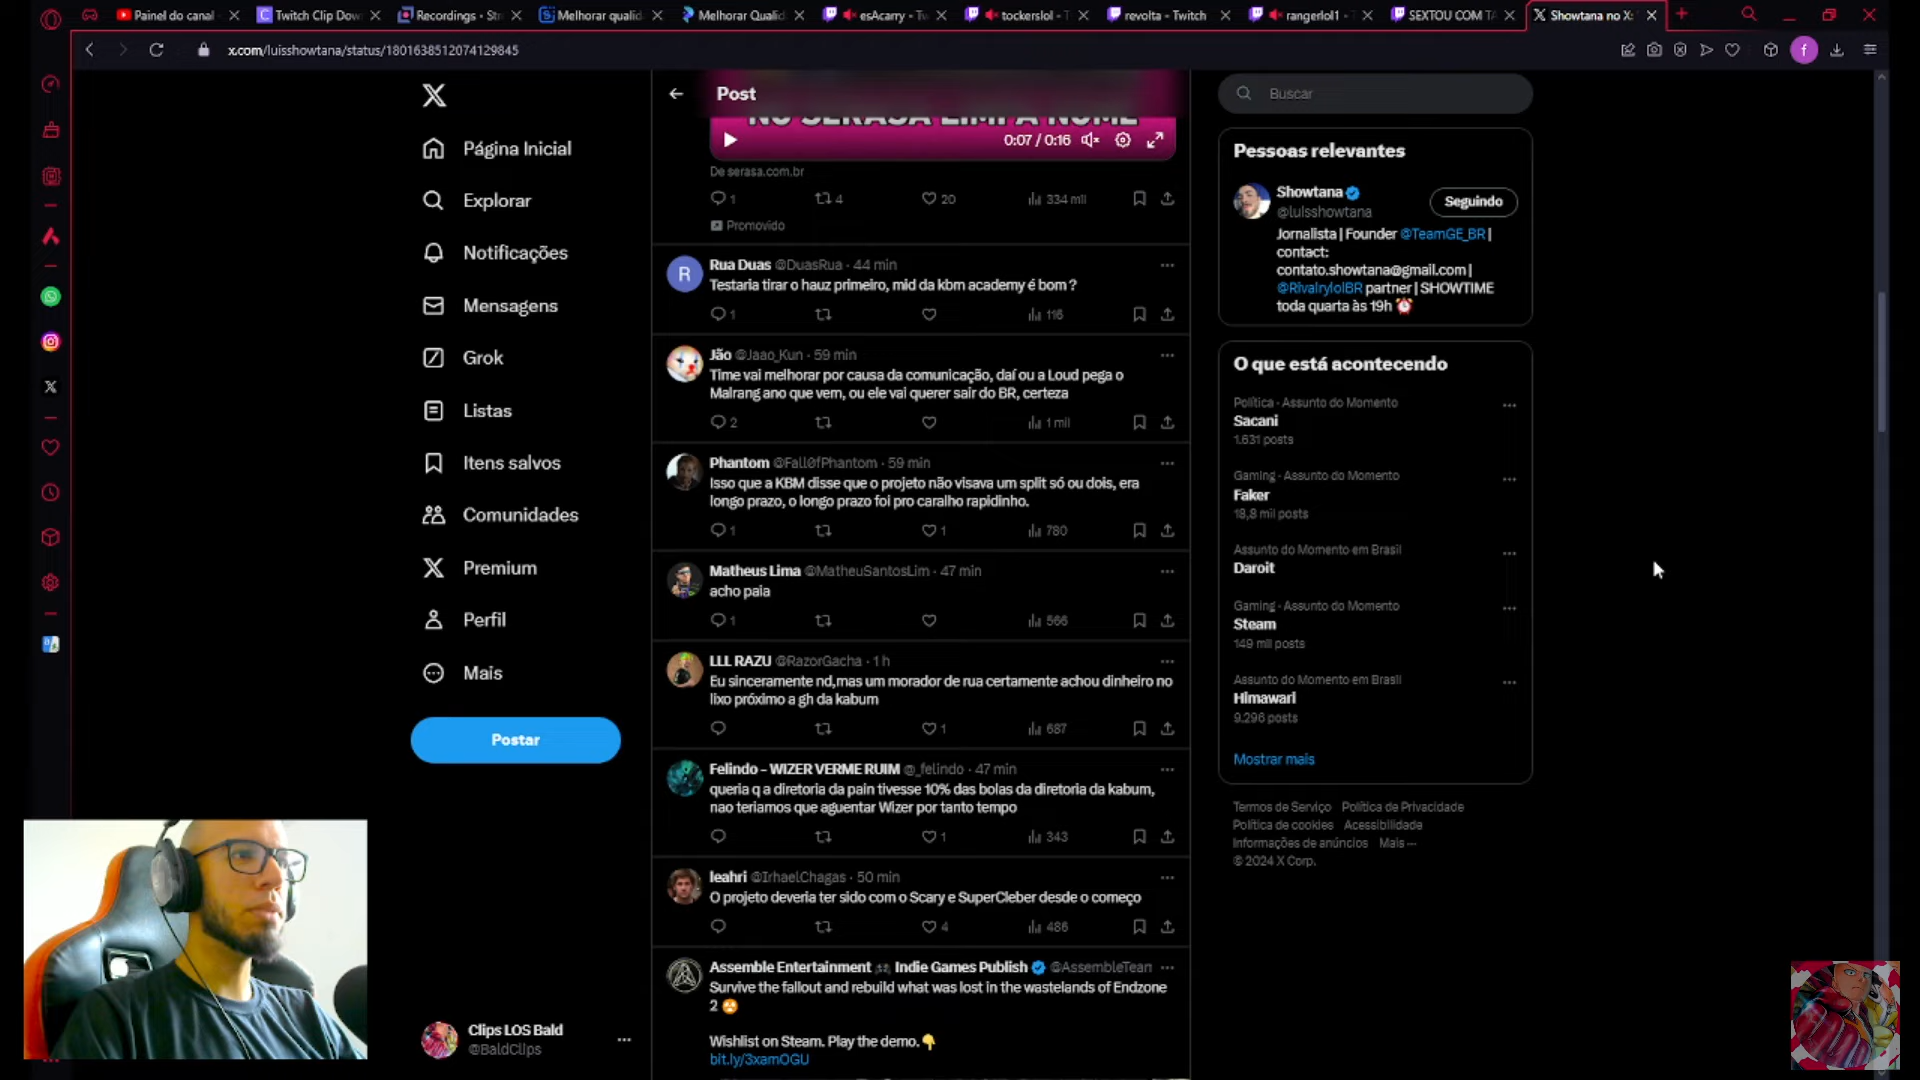 Painel do canal
Twitch Clip Dow
Recordings - Str
Melhorar qualid
Melhorar Qualid
esAcarry - Tw
tockerslol - T
revolta - Twitch
rangerlol1 - T
SEXTOU COM TA
Showtana no X:
x.com/luisshowtana/status/1801638512074129845
Página Inicial
Explorar
Notificações
Mensagens
Grok
Listas
Itens salvos
Comunidades
Premium
Perfil
Mais
Postar
Clips LOS Bald
@BaldClips
Post
NO SERASA LIMPA NOME
0:07 / 0:16
De serasa.com.br
1 4 20 334 mil
Promovido
R
Rua Duas @DuasRua · 44 min
Testaria tirar o hauz primeiro, mid da kbm academy é bom ?
1 116
Jão @Jaao_Kun · 59 min
Time vai melhorar por causa da comunicação, daí ou a Loud pega o
Malrang ano que vem, ou ele vai querer sair do BR, certeza
2 1 mil
Phantom @Fall0fPhantom · 59 min
Isso que a KBM disse que o projeto não visava um split só ou dois, era
longo prazo, o longo prazo foi pro caralho rapidinho.
1 1 780
Matheus Lima @MatheuSantosLim · 47 min
acho paia
1 566
LLL RAZU @RazorGacha · 1 h
Eu sinceramente nd,mas um morador de rua certamente achou dinheiro no
lixo próximo a gh da kabum
1 687
Felindo - WIZER VERME RUIM @_felindo · 47 min
queria q a diretoria da pain tivesse 10% das bolas da diretoria da kabum,
nao teriamos que aguentar Wizer por tanto tempo
1 343
leahri @IrhaelChagas · 50 min
O projeto deveria ter sido com o Scary e SuperCleber desde o começo
4 486
Assemble Entertainment 🎮 Indie Games Publish @AssembleTean
Survive the fallout and rebuild what was lost in the wastelands of Endzone
2
Wishlist on Steam. Play the demo.👇
bit.ly/3xamOGU
Buscar
Pessoas relevantes
Showtana
@luisshowtana
Seguindo
Jornalista | Founder @TeamGE_BR |
contact:
contato.showtana@gmail.com |
@RivalrylolBR partner | SHOWTIME
toda quarta às 19h ⏰
O que está acontecendo
Política · Assunto do Momento
Sacani
1.631 posts
Gaming · Assunto do Momento
Faker
18,8 mil posts
Assunto do Momento em Brasil
Daroit
Gaming · Assunto do Momento
Steam
149 mil posts
Assunto do Momento em Brasil
Himawari
9.296 posts
Mostrar mais
Termos de Serviço Política de Privacidade
Política de cookies Acessibilidade
Informações de anúncios Mais ···
© 2024 X Corp.
f